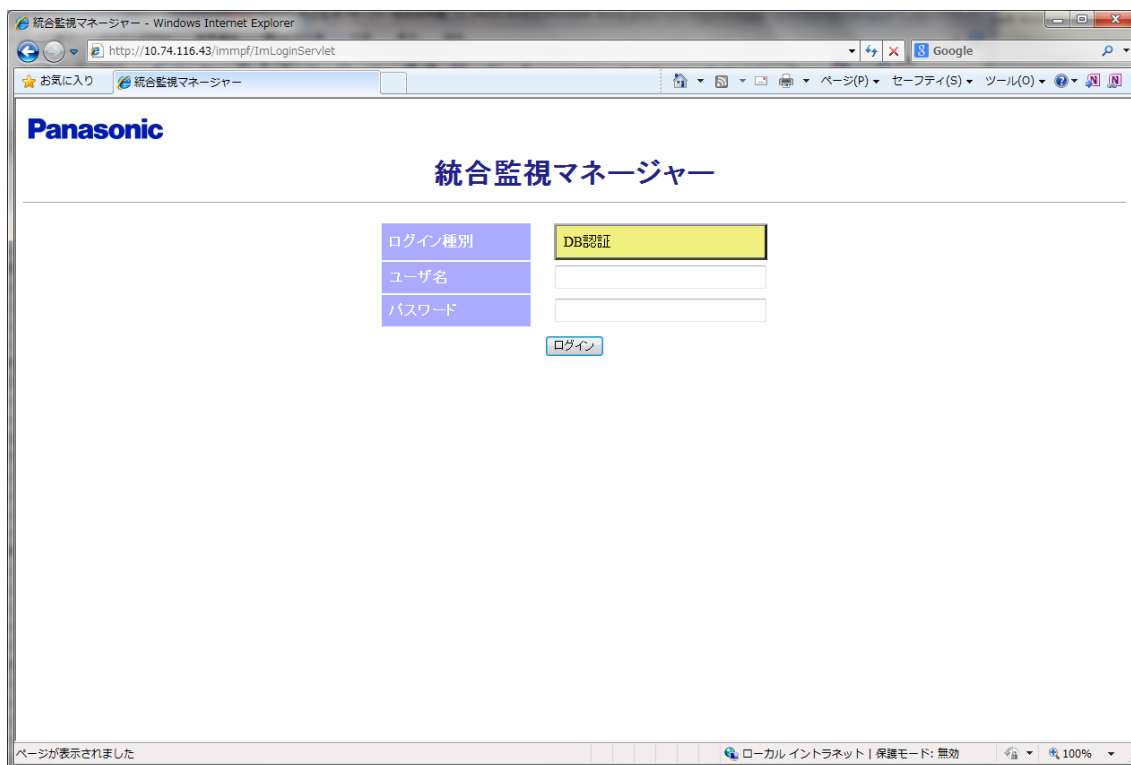 統合監視マネージャー - Windows Internet Explorer
http://10.74.116.43/immpf/ImLoginServlet
Google
お気に入り
統合監視マネージャー
ページ(P)
セーフティ(S)
ツール(O)
Panasonic
統合監視マネージャー
ログイン種別
DB認証
ユーザ名
パスワード
ログイン
ページが表示されました
ローカル イントラネット | 保護モード: 無効
100%